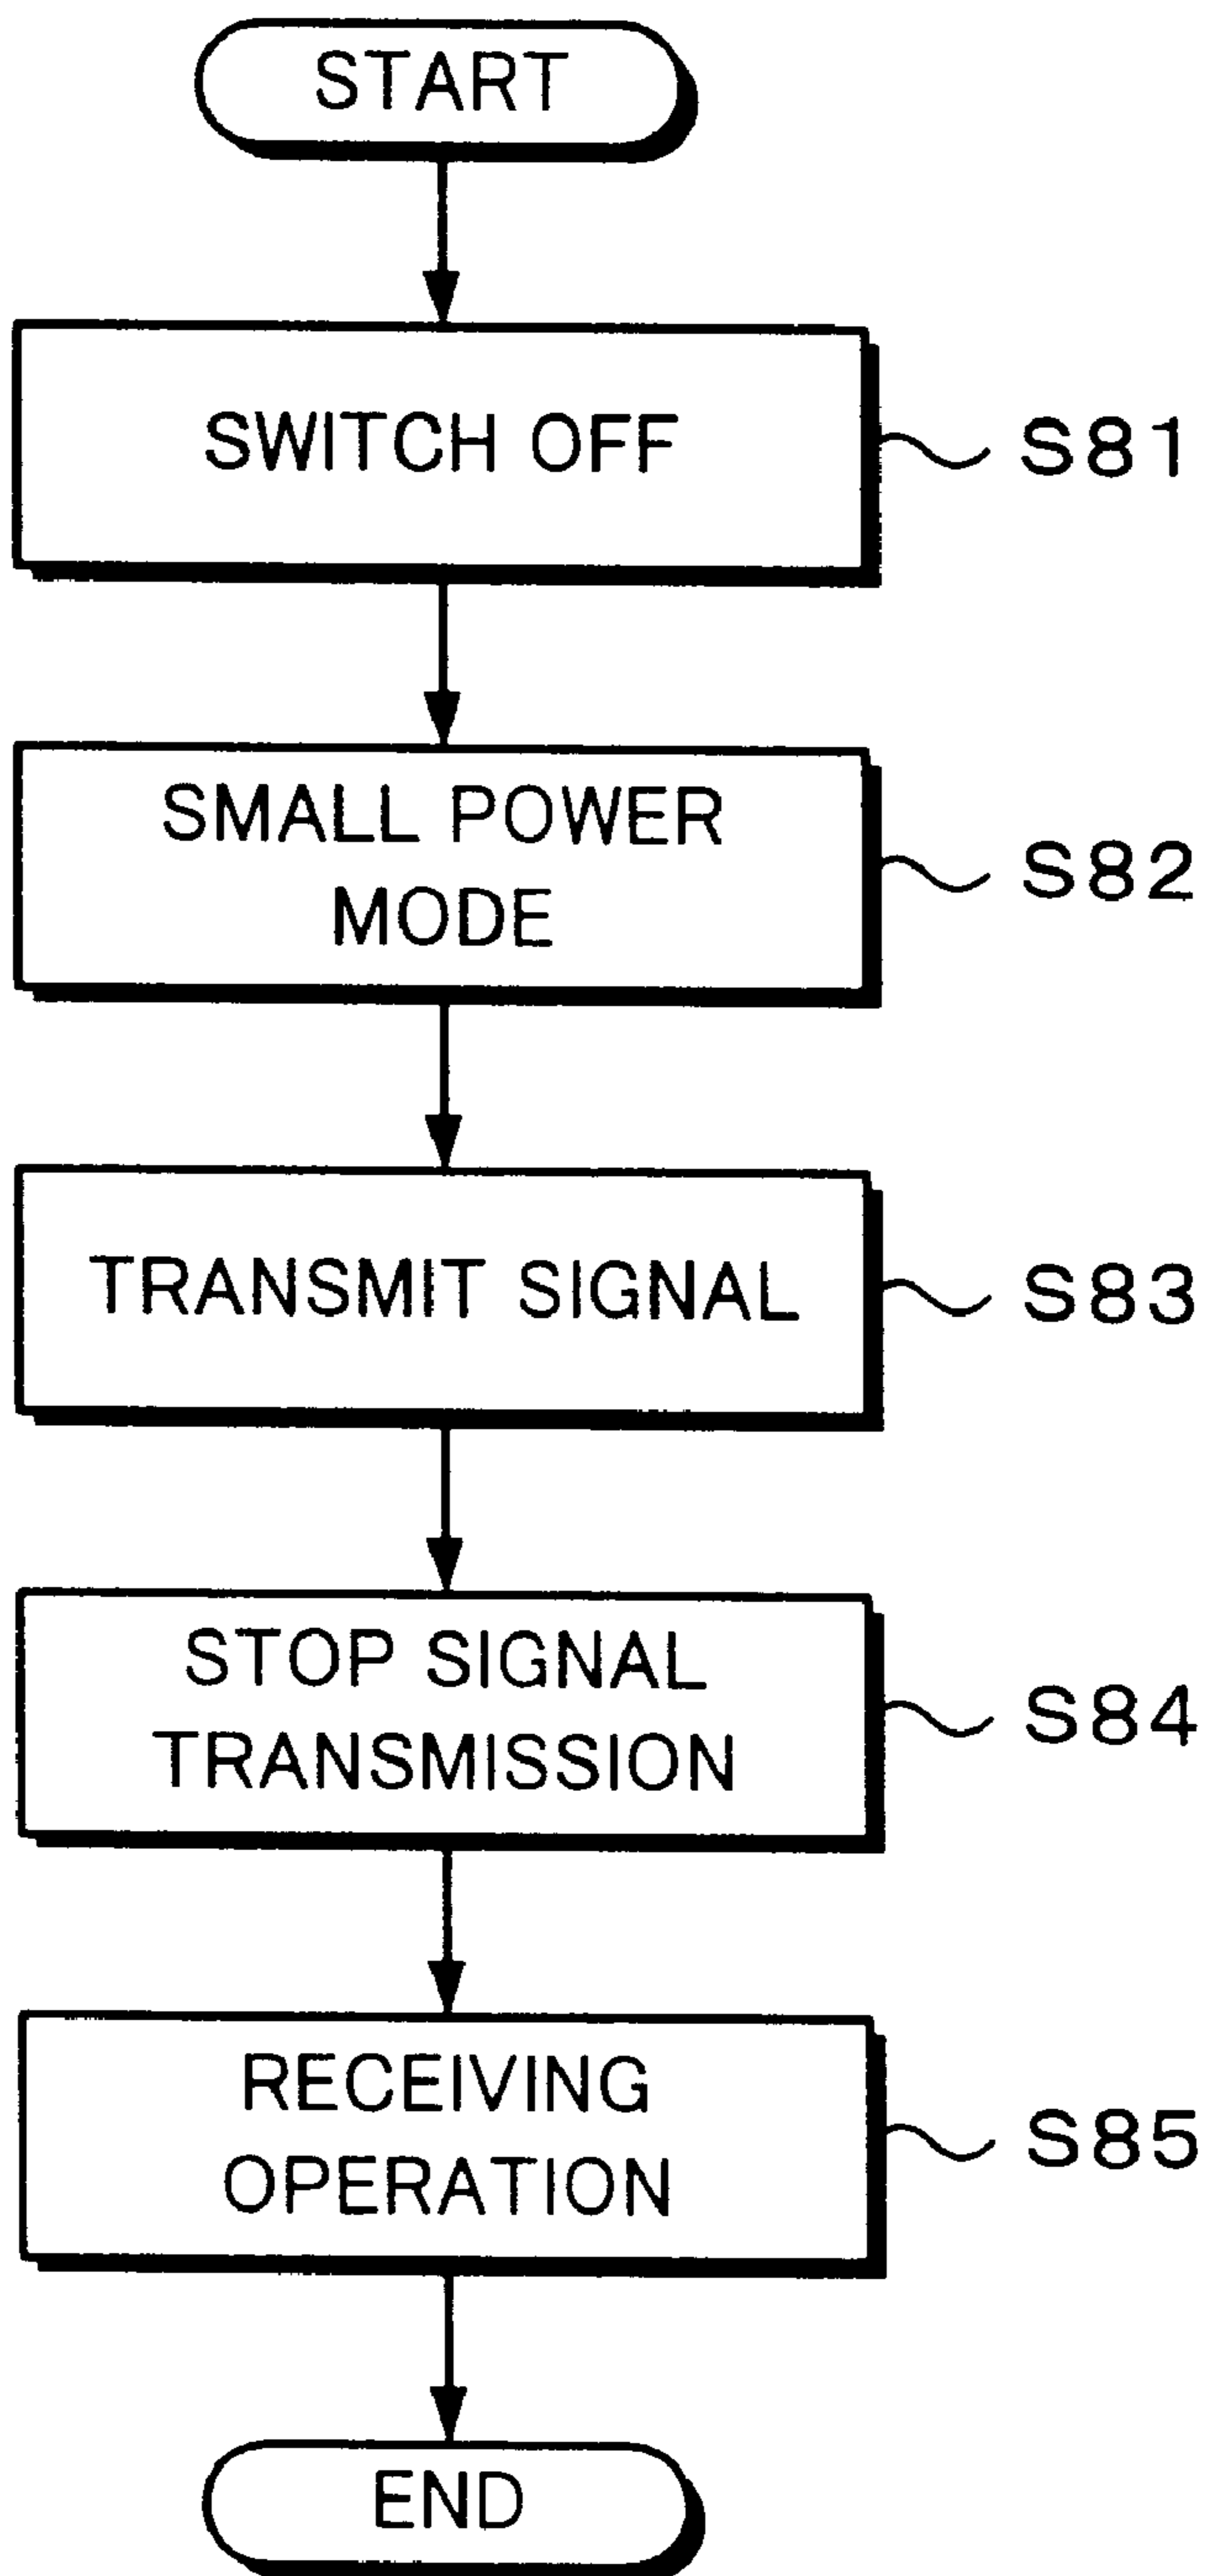 START
SWITCH OFF
S81
SMALL POWER
MODE
S82
TRANSMIT SIGNAL
S83
STOP SIGNAL
TRANSMISSION
S84
RECEIVING
OPERATION
S85
END